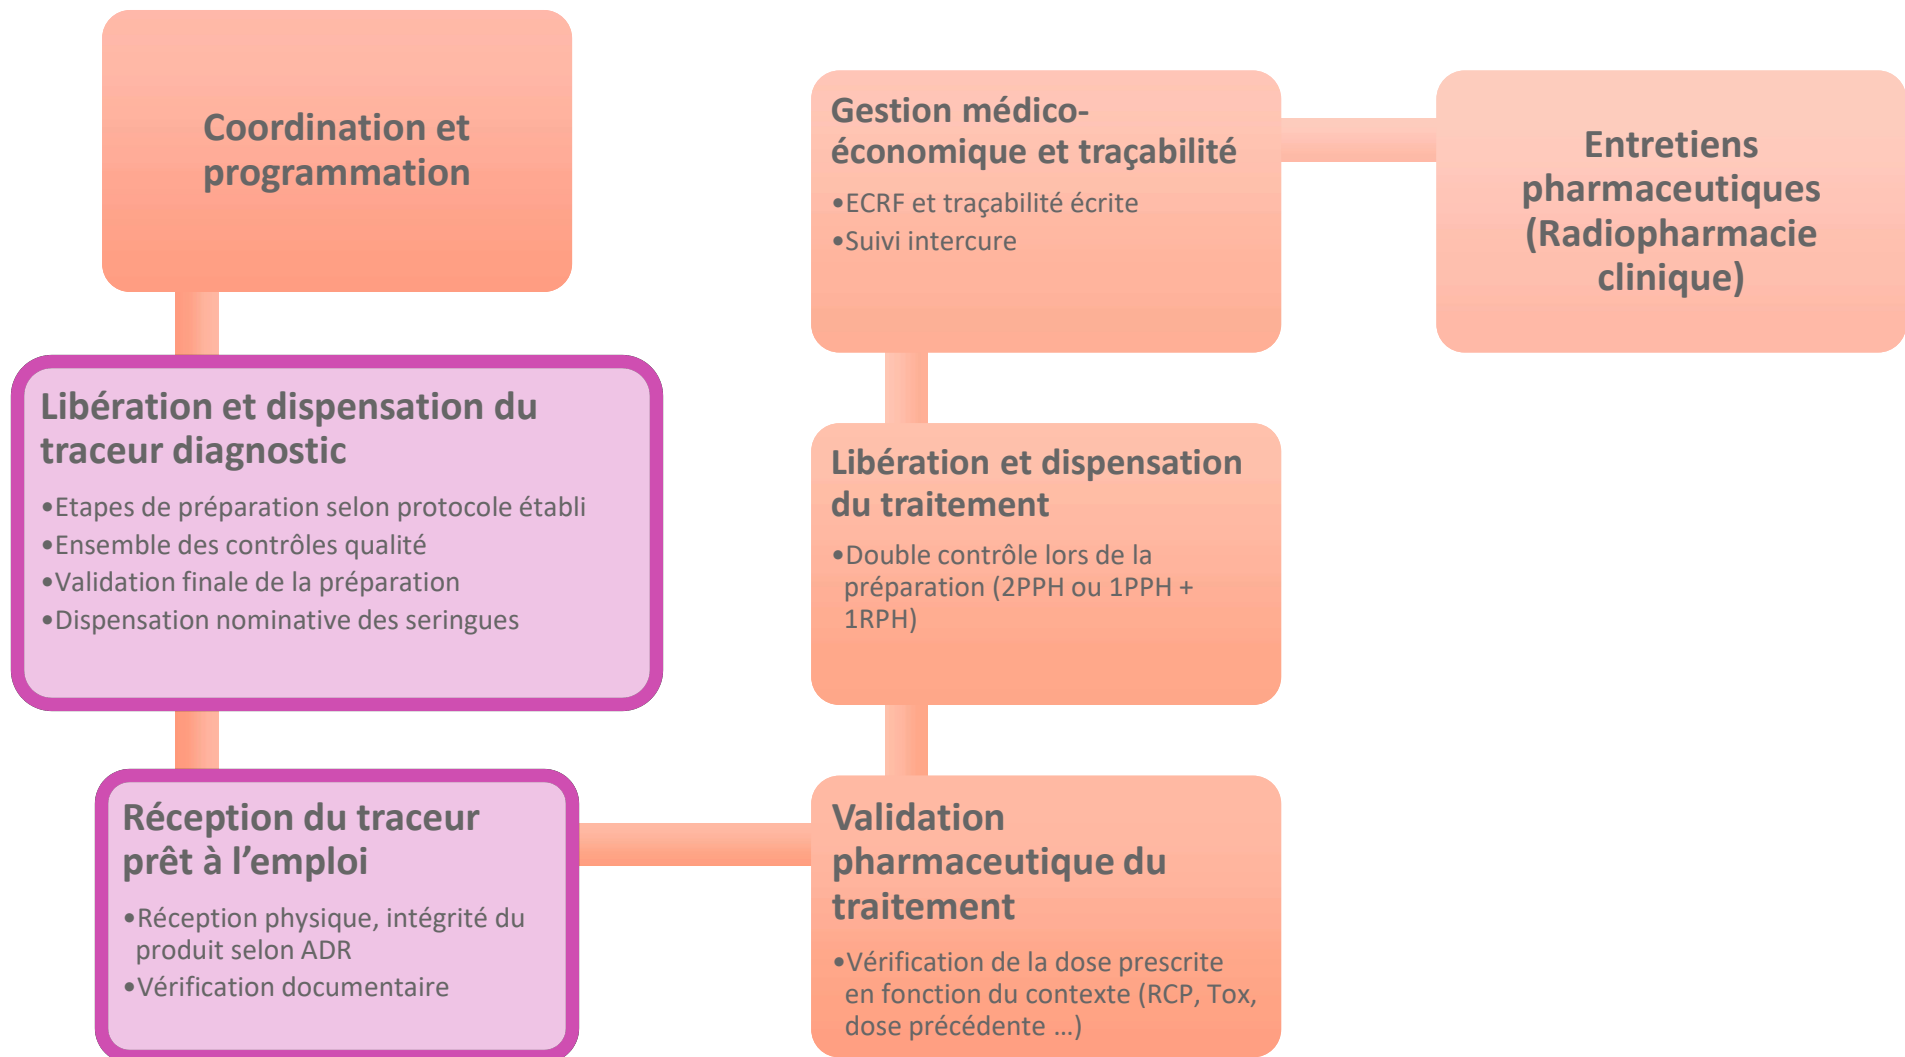 Coordination et
programmation
Libération et dispensation du
traceur diagnostic
•Etapes de préparation selon protocole établi
•Ensemble des contrôles qualité
•Validation finale de la préparation
•Dispensation nominative des seringues
Réception du traceur
prêt à l’emploi
•Réception physique, intégrité du
produit selon ADR
•Vérification documentaire
Validation
pharmaceutique du
traitement
•Vérification de la dose prescrite
en fonction du contexte (RCP, Tox,
dose précédente …)
Libération et dispensation
du traitement
•Double contrôle lors de la
préparation (2PPH ou 1PPH +
1RPH)
Gestion médico-
économique et traçabilité
•ECRF et traçabilité écrite
•Suivi intercure
Entretiens
pharmaceutiques
(Radiopharmacie
clinique)